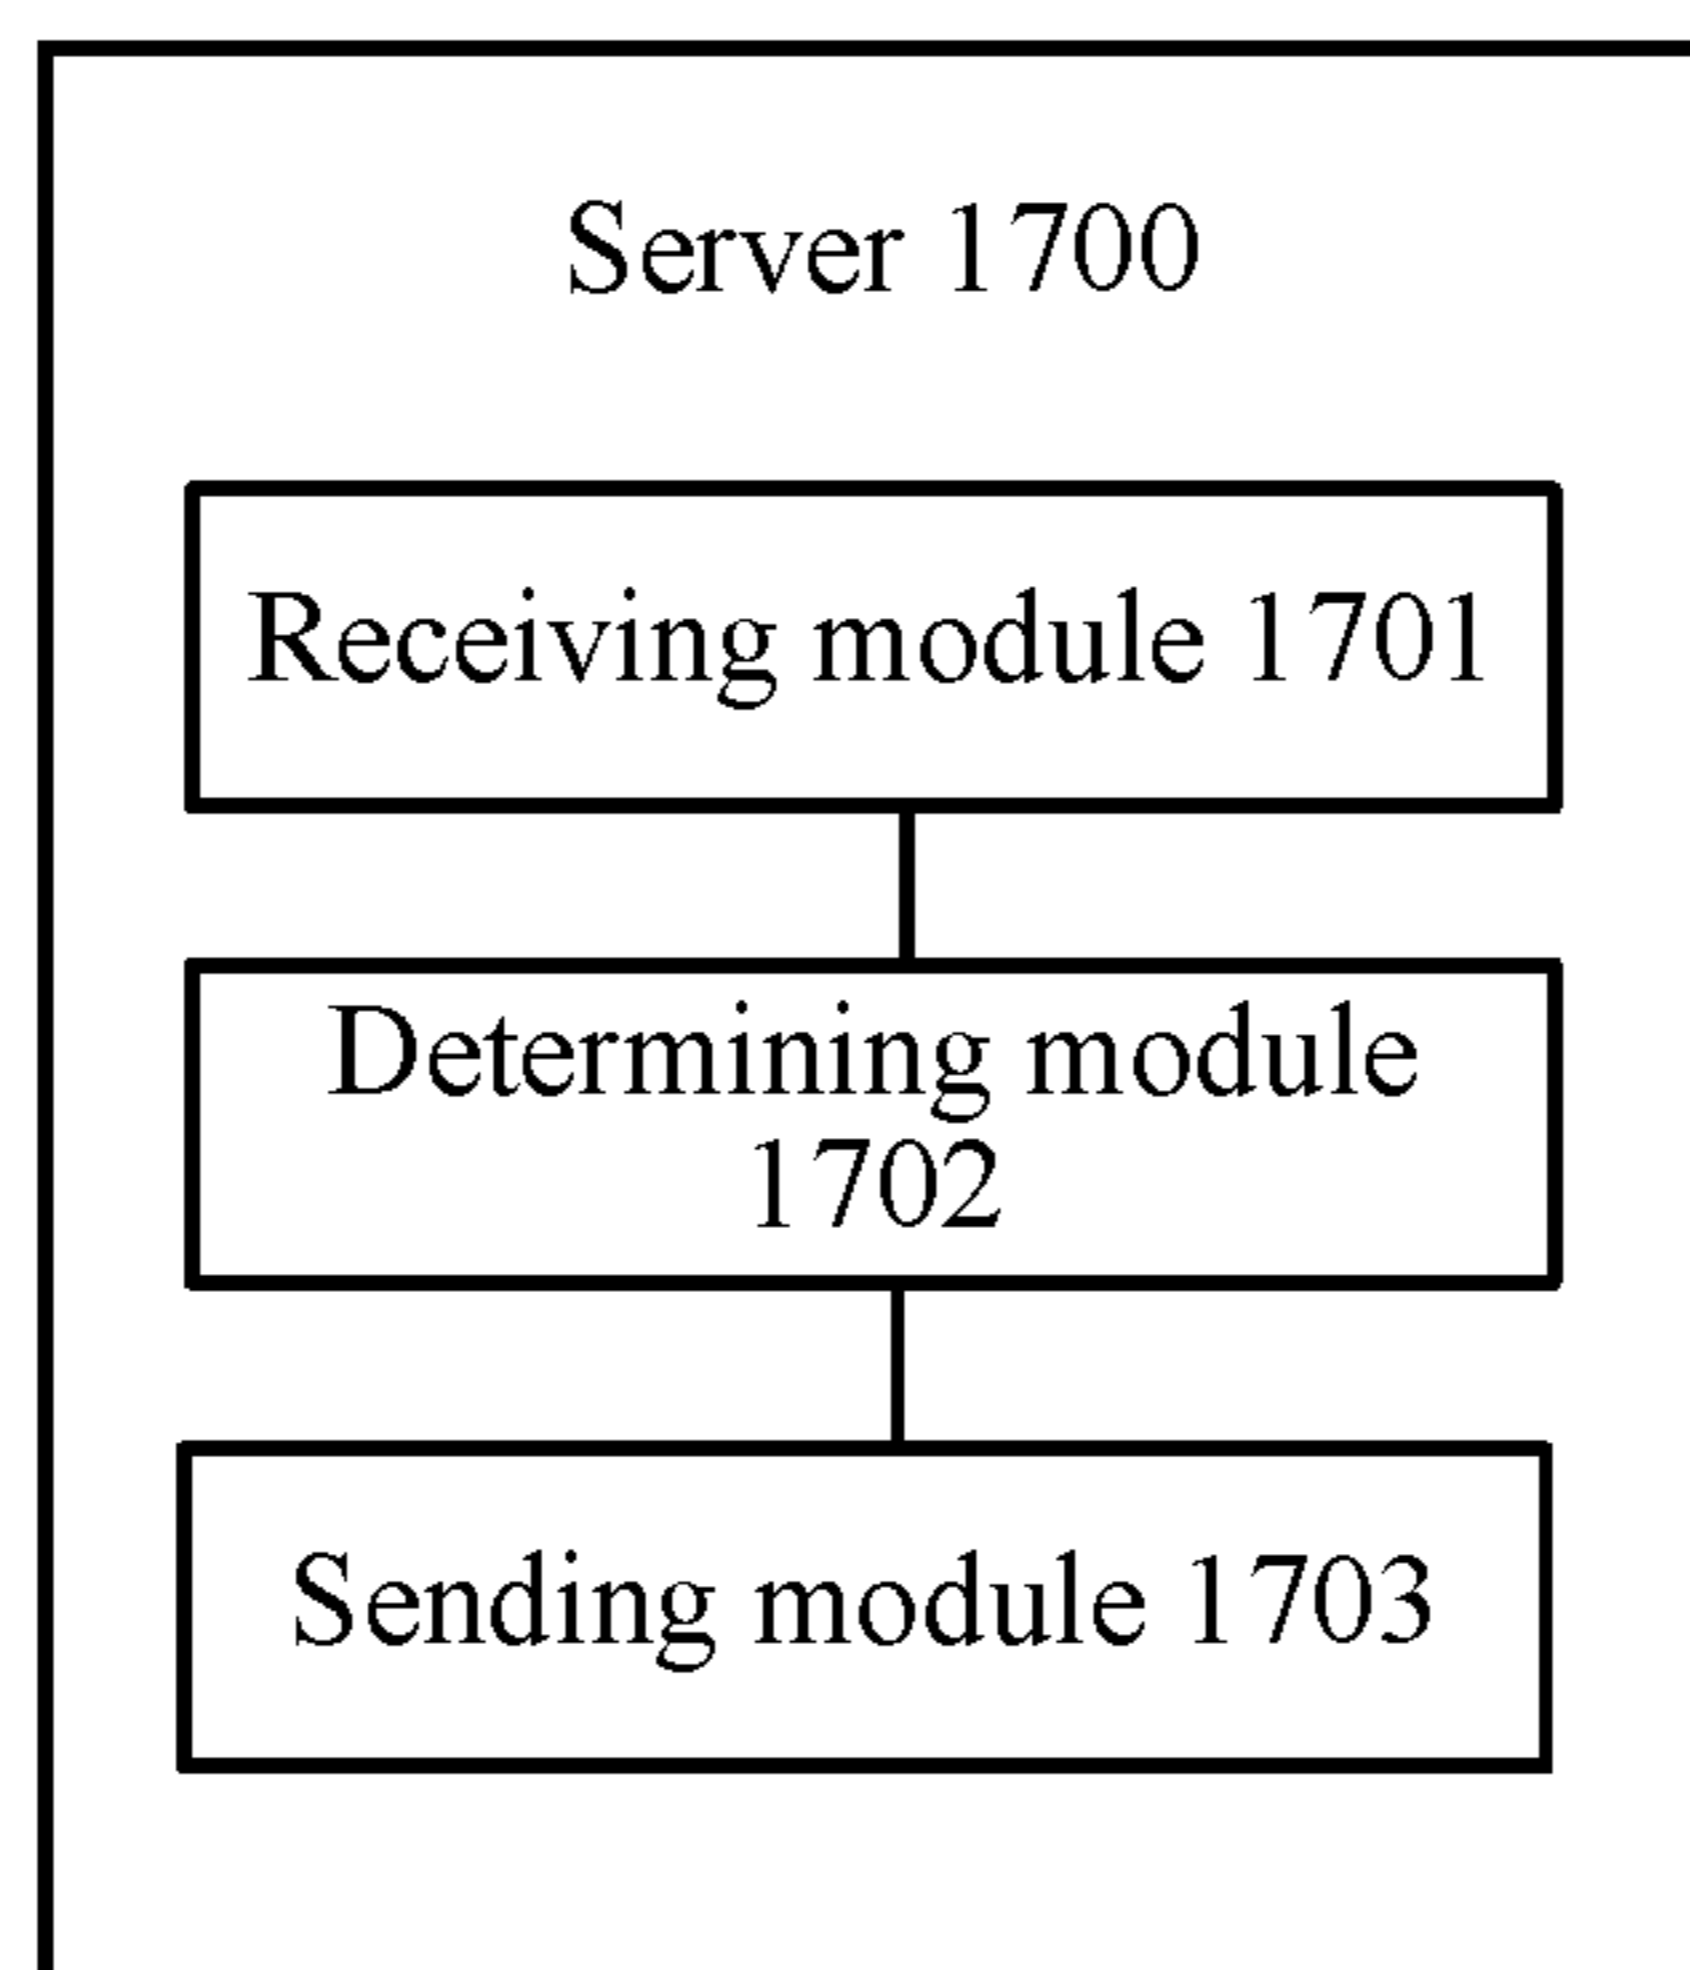 Server 1700
Receiving module 1701
Determining module
1702
Sending module 1703